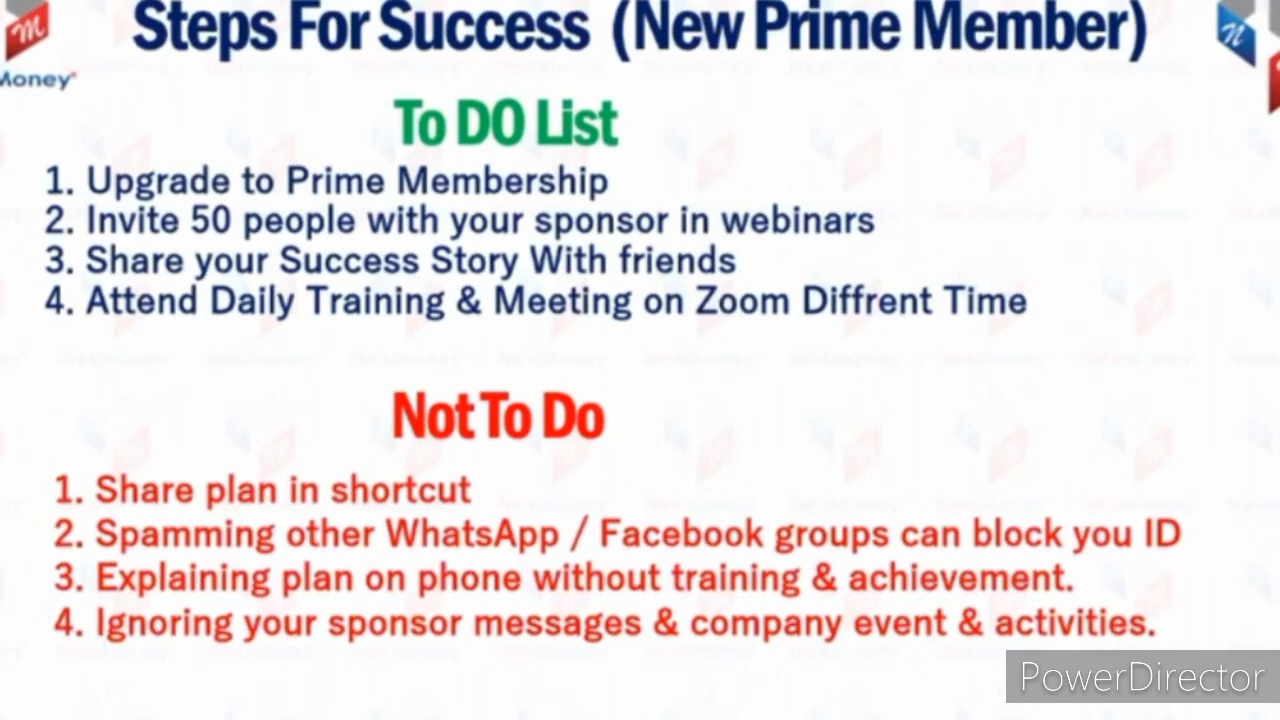 Steps For Success (New Prime Member)
m
n
Money
To DO List
1. Upgrade to Prime Membership
2. Invite 50 people with your sponsor in webinars
3. Share your Success Story With friends
4. Attend Daily Training & Meeting on Zoom Diffrent Time
Not To Do
1. Share plan in shortcut
2. Spamming other WhatsApp / Facebook groups can block you ID
3. Explaining plan on phone without training & achievement.
4. Ignoring your sponsor messages & company event & activities.
PowerDirector